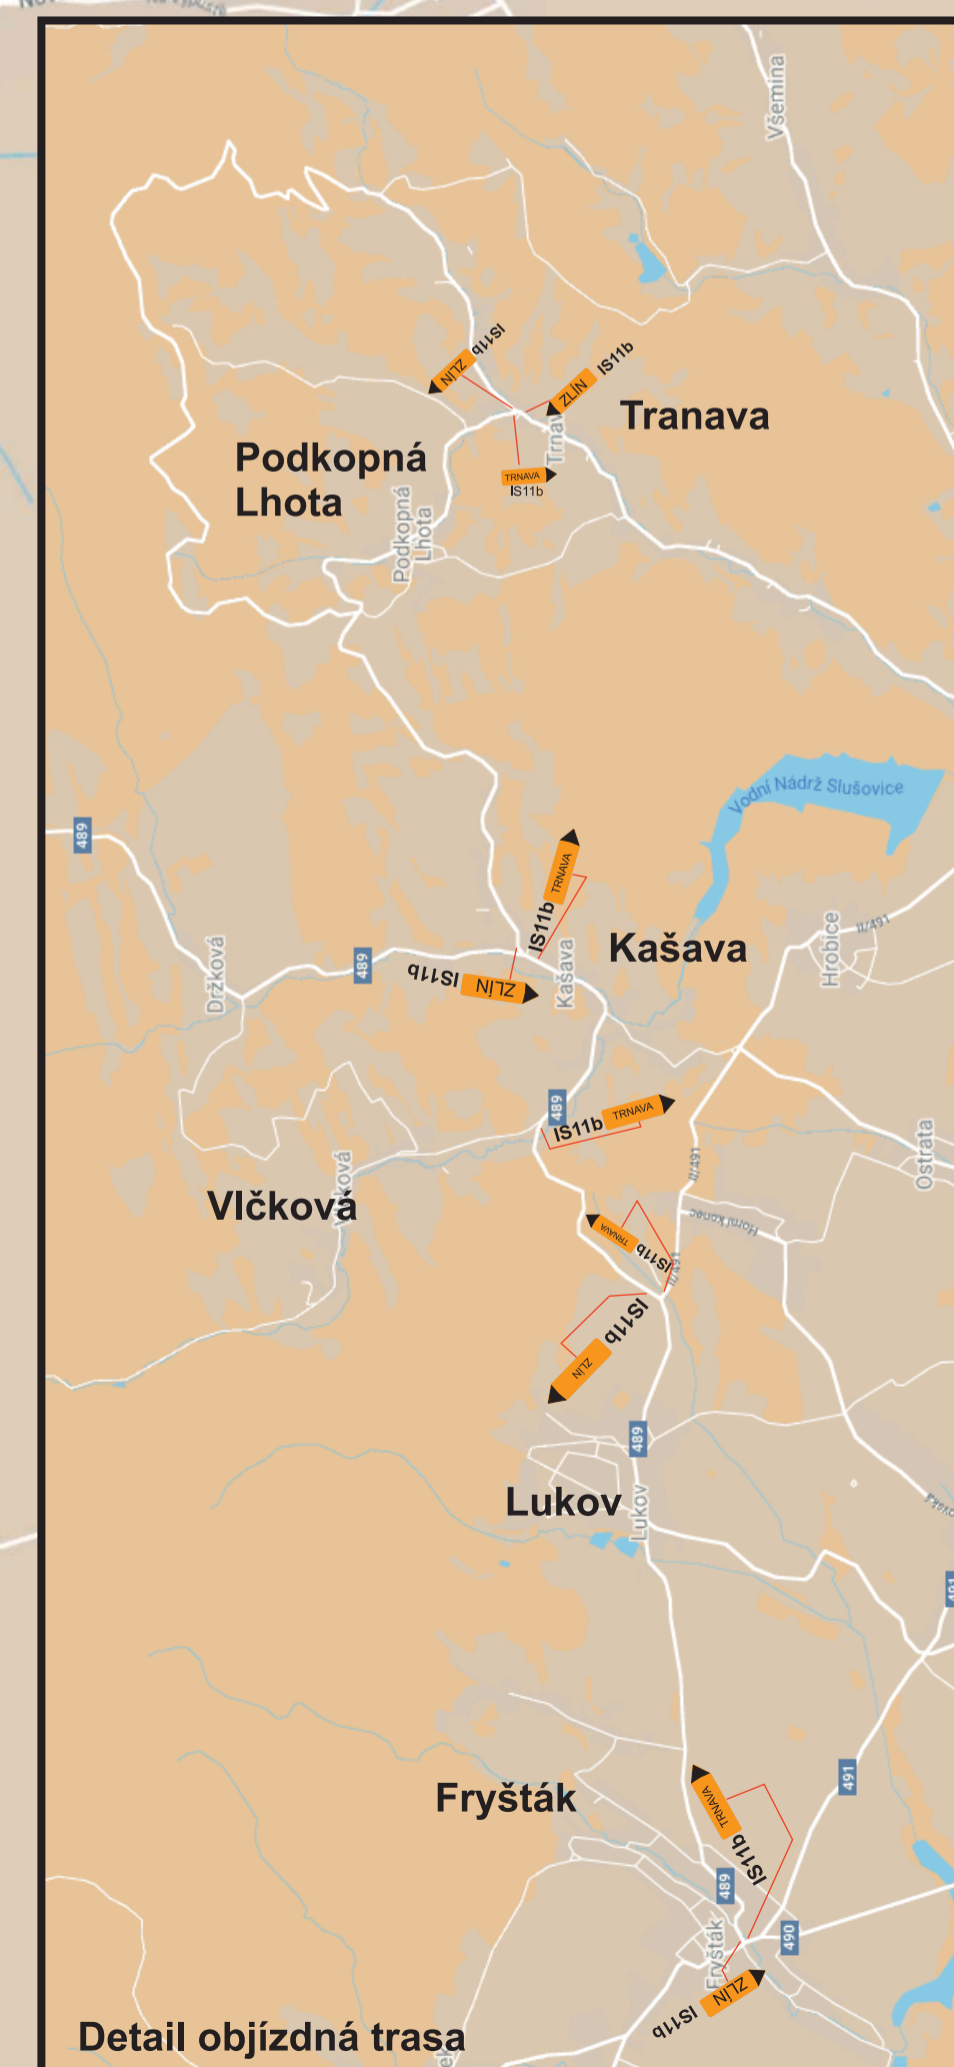 Všemina
IS11b
ZLÍN
IS11b
ZLÍN
Tranava
Podkopná
Lhota
TRNAVA
IS11b
Podkopná
Lhota
Vodní Nádrž Slušovice
489
TRNAVA
IS11b
II/491
Kašava
Hrobice
Držková
489
IS11b
ZLÍN
Kašava
489
IS11b
TRNAVA
Ostrata
II/491
Vlčková
Horní konec
TRNAVA
IS11b
II/491
IS11b
ZLÍN
489
Lukov
Lukov
491
Fryšták
TRNAVA
IS11b
489
490
Fryšták
ZLÍN
IS11b
Detail objízdná trasa